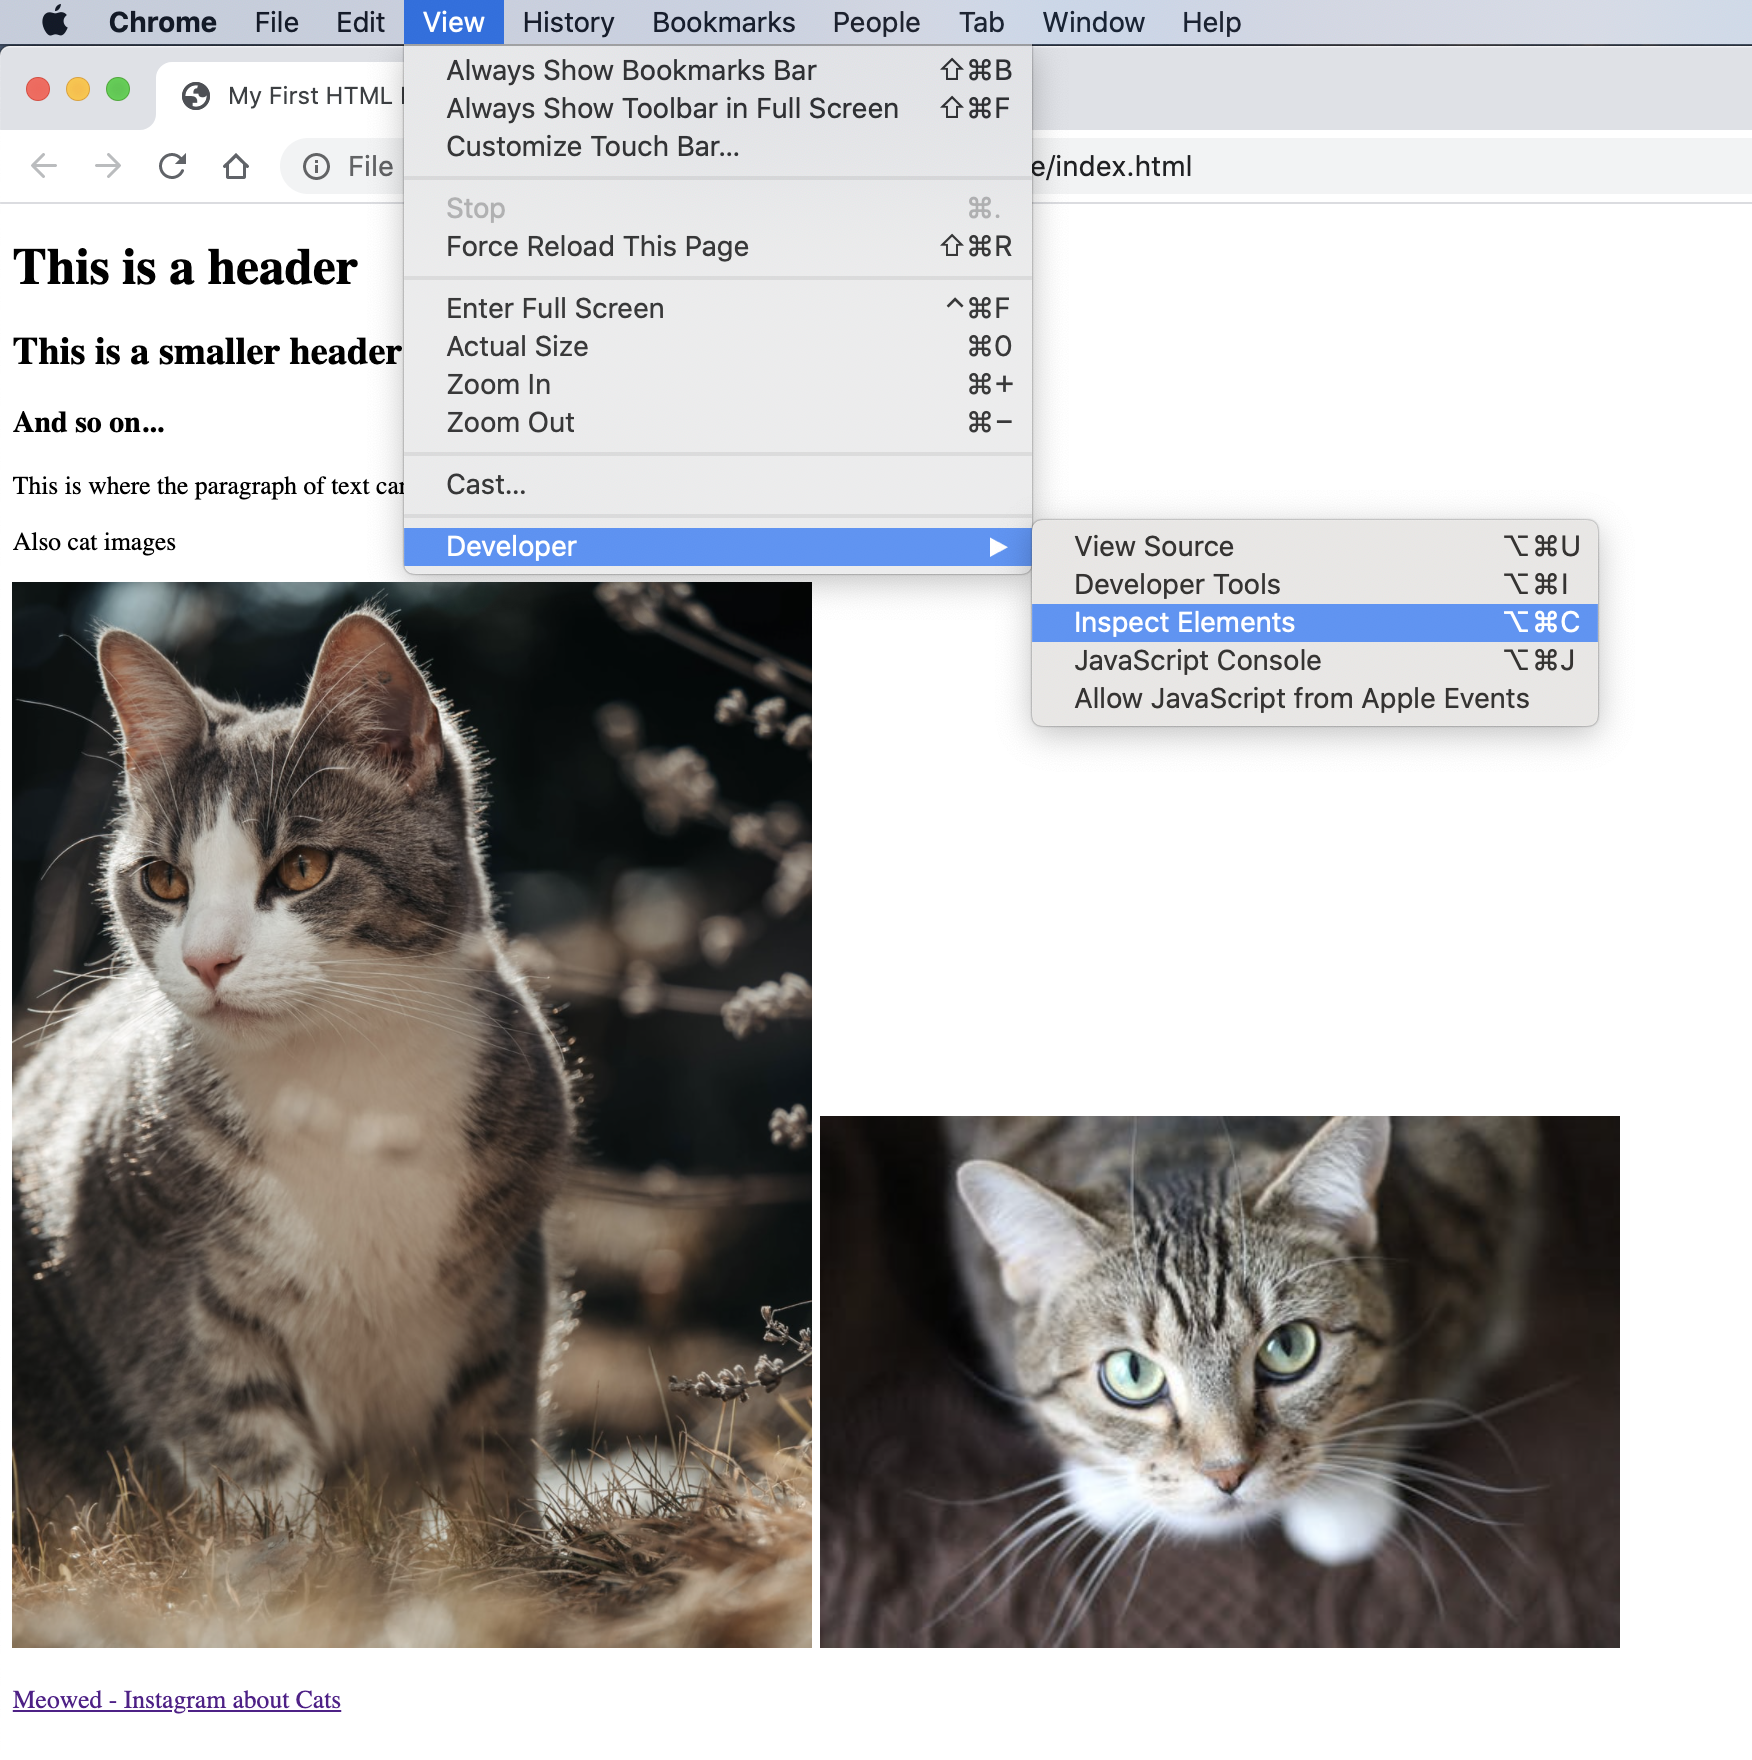 Chrome File Edit View History Bookmarks People Tab Window Help
My First HTML
File e/index.html
Always Show Bookmarks Bar ⇧⌘B
Always Show Toolbar in Full Screen ⇧⌘F
Customize Touch Bar...
Stop ⌘.
Force Reload This Page ⇧⌘R
Enter Full Screen ^⌘F
Actual Size ⌘0
Zoom In ⌘+
Zoom Out ⌘−
Cast...
Developer ▶
View Source ⌥⌘U
Developer Tools ⌥⌘I
Inspect Elements ⌥⌘C
JavaScript Console ⌥⌘J
Allow JavaScript from Apple Events
This is a header
This is a smaller header
And so on...
This is where the paragraph of text
Also cat images
Meowed - Instagram about Cats